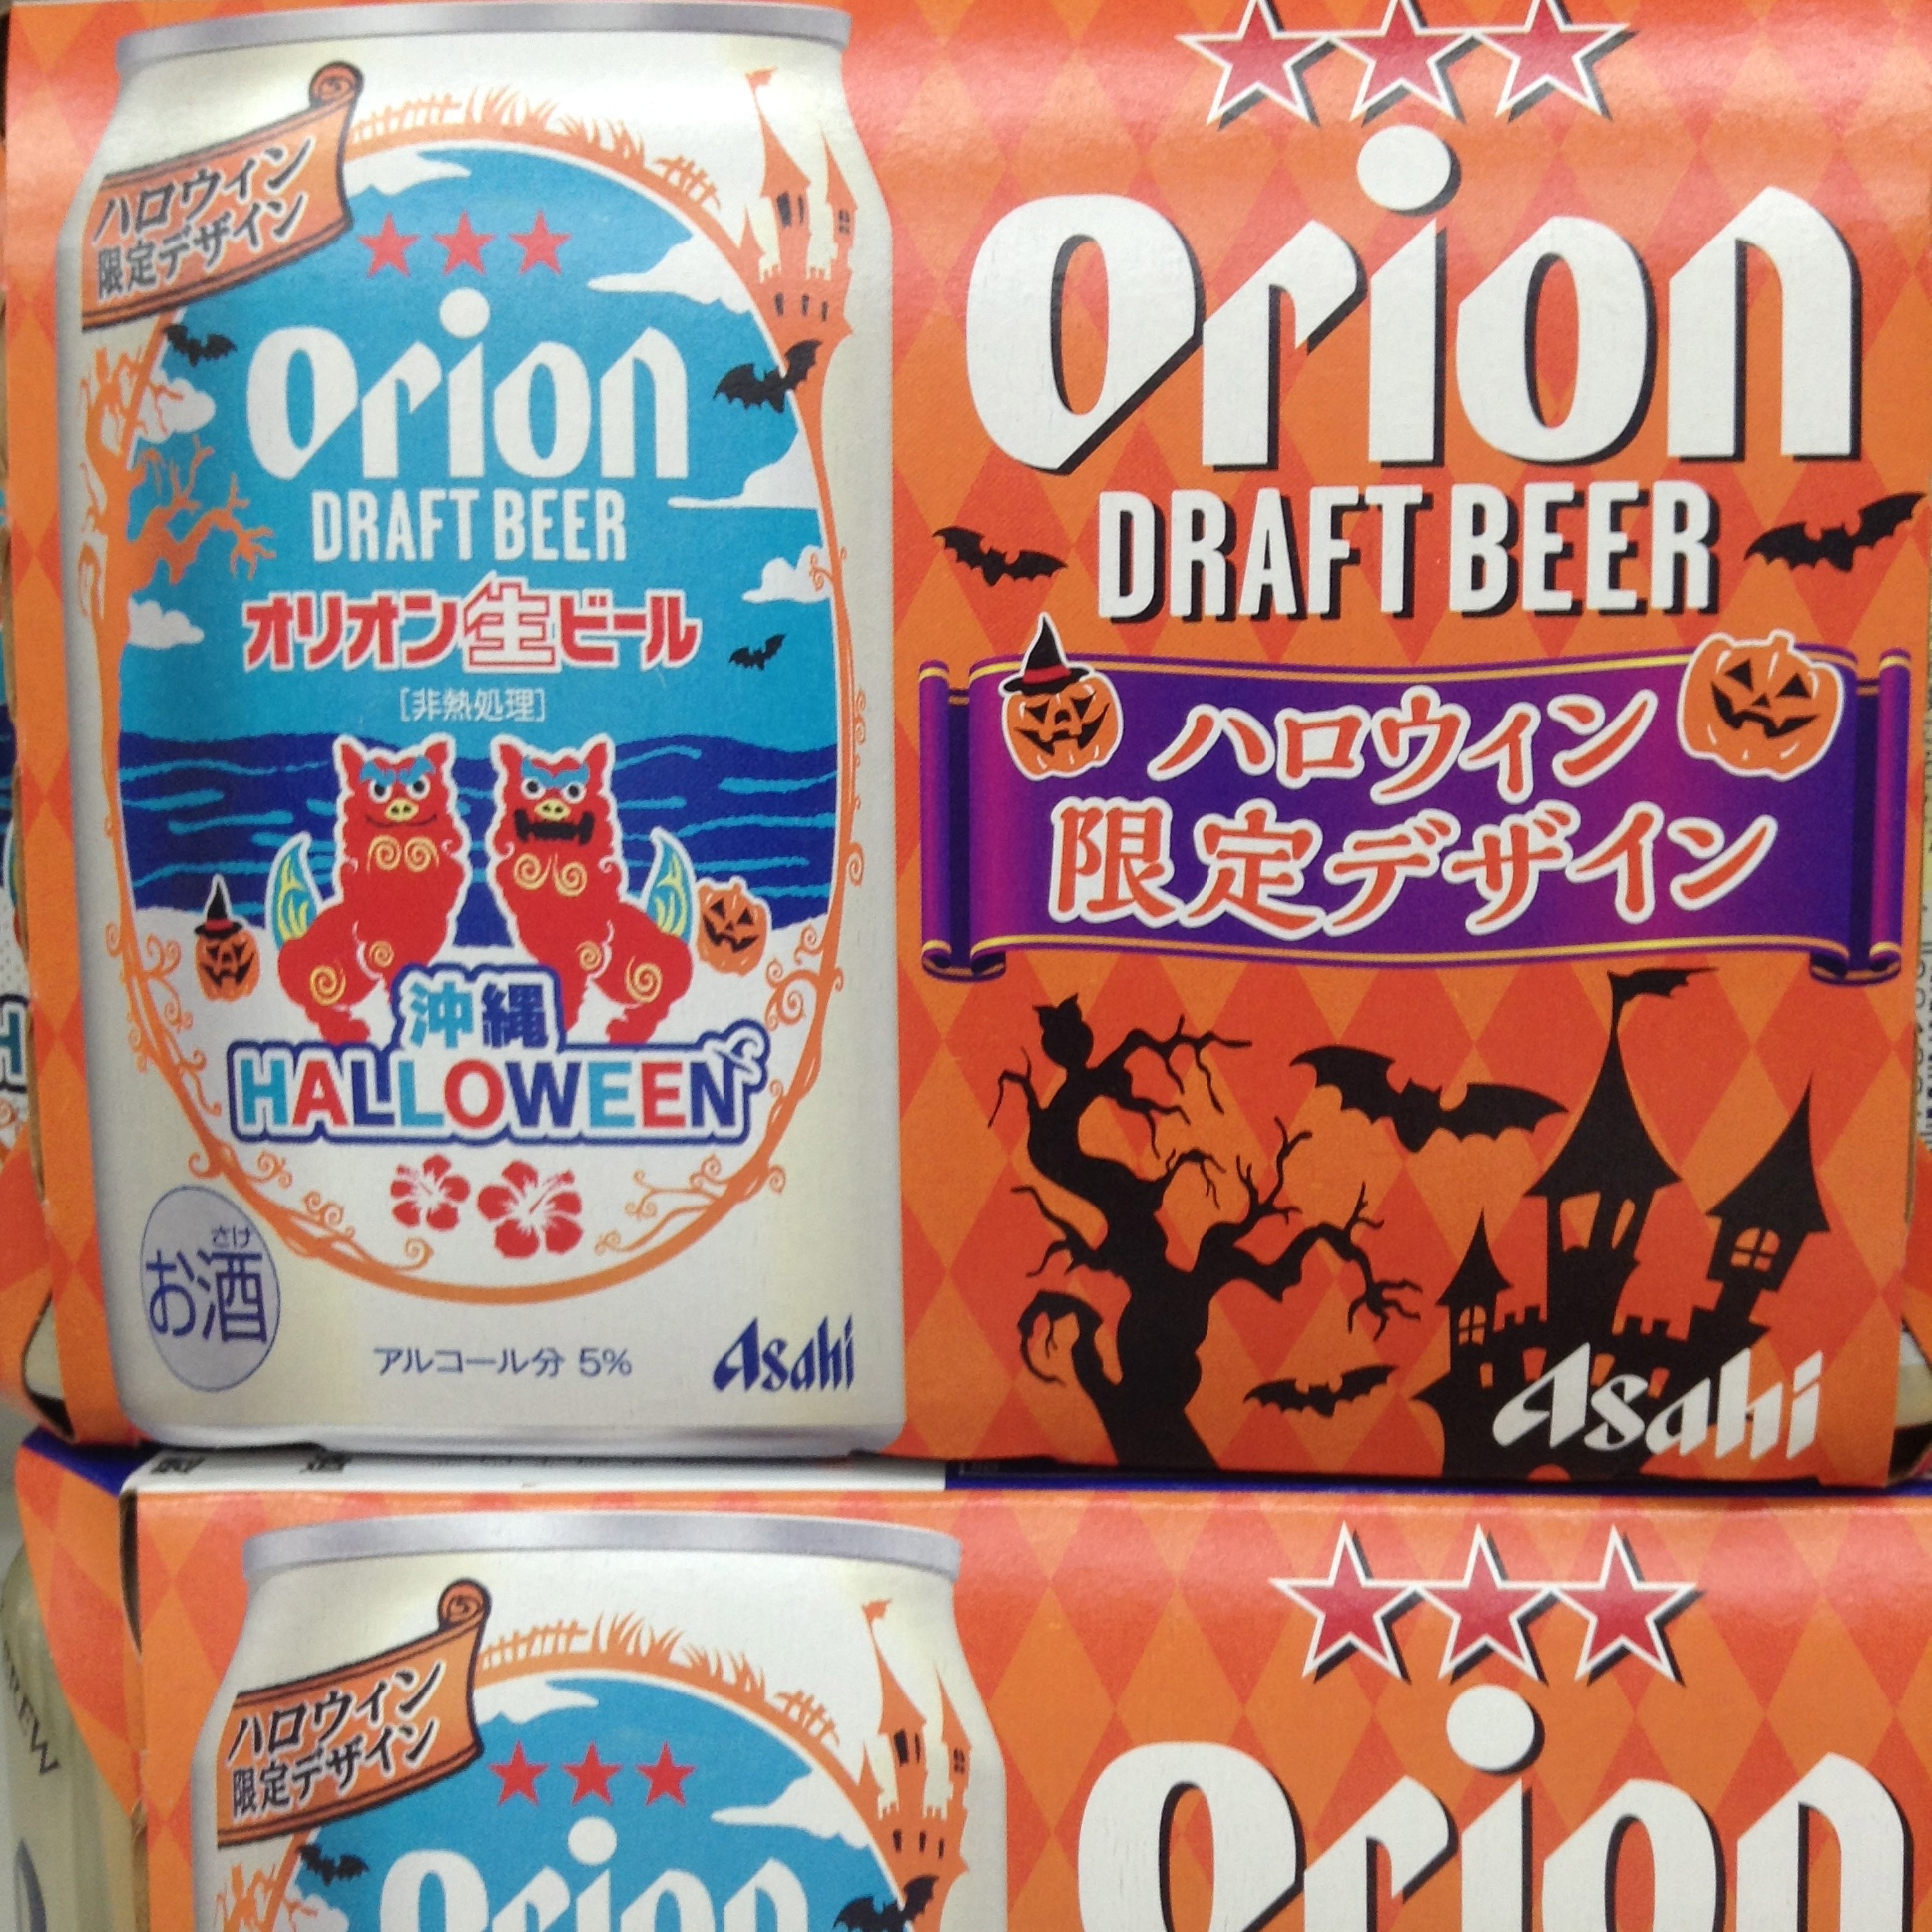 ハロウィン
限定デザイン
orion
DRAFT BEER
オリオン生ビール
[非熱処理]
沖縄
HALLOWEEN
さけ
お酒
アルコール分 5%
Asahi
orion
DRAFT BEER
ハロウィン
限定デザイン
Asahi
ハロウィン
限定デザイン
orion
orion